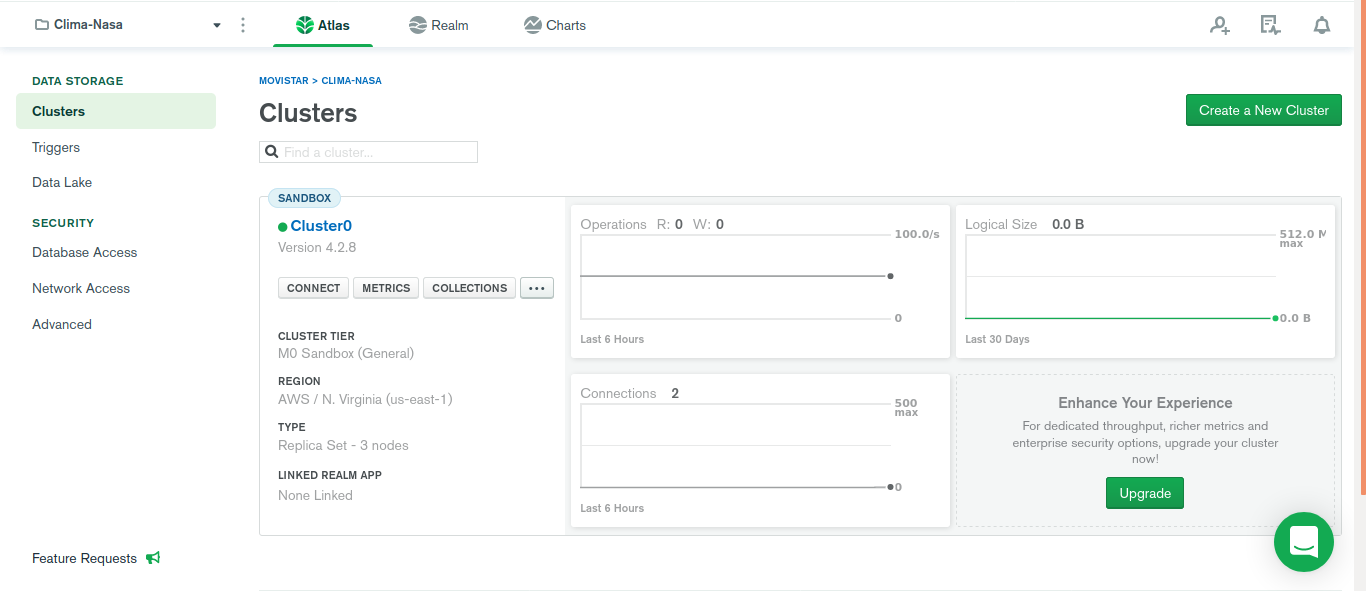 Clima-Nasa
Atlas
Realm
Charts
DATA STORAGE
Clusters
Triggers
Data Lake
SECURITY
Database Access
Network Access
Advanced
Feature Requests
MOVISTAR > CLIMA-NASA
Clusters
Create a New Cluster
Find a cluster...
SANDBOX
Cluster0
Version 4.2.8
CONNECT METRICS COLLECTIONS ...
CLUSTER TIER
M0 Sandbox (General)
REGION
AWS / N. Virginia (us-east-1)
TYPE
Replica Set - 3 nodes
LINKED REALM APP
None Linked
Operations R: 0 W: 0
100.0/s
0
Last 6 Hours
Logical Size 0.0 B
512.0 M
max
0.0 B
Last 30 Days
Connections 2
500
max
0
Last 6 Hours
Enhance Your Experience
For dedicated throughput, richer metrics and
enterprise security options, upgrade your cluster
now!
Upgrade